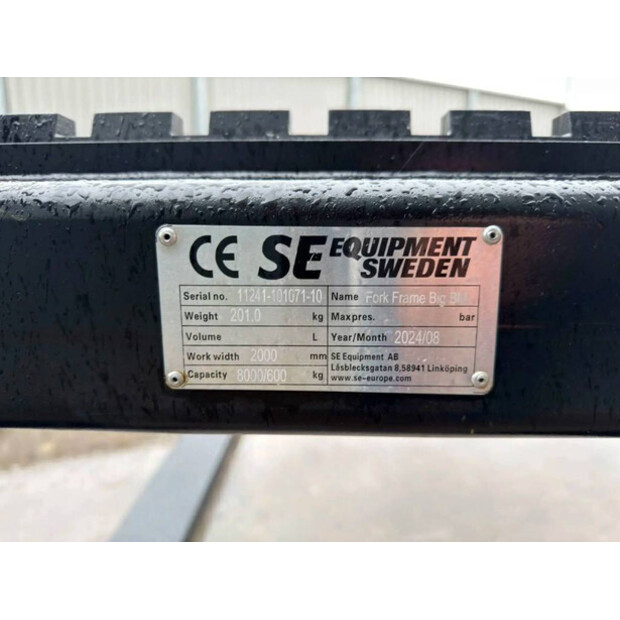 CE SE EQUIPMENT SWEDEN
Serial no. 11241-101071-10 Name Fork Frame Big
Weight 201.0 kg Max pres. bar
Volume L Year/Month 2024/08
Work width 2000 mm SE Equipment AB
Låsblecksgatan 8,58941 Linköping
Capacity 8000/600 kg www.se-europe.com